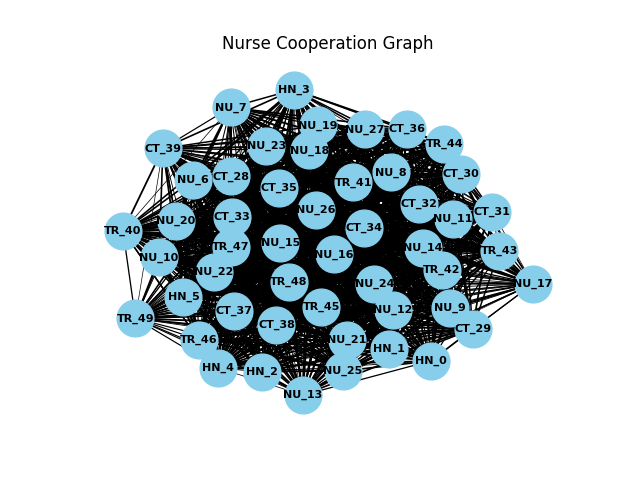 Nurse Cooperation Graph
HN_3
NU_7
NU_19
NU_27
CT_36
TR_44
CT_39
NU_23
NU_18
NU_6
CT_28
CT_35
TR_41
NU_8
CT_30
NU_20
CT_33
NU_26
CT_34
CT_32
NU_11
CT_31
TR_40
TR_47
NU_15
NU_16
NU_14
TR_43
NU_10
NU_22
TR_48
NU_24
TR_42
NU_17
HN_5
CT_37
TR_45
NU_12
NU_9
TR_49
CT_38
CT_29
TR_46
NU_21
HN_1
HN_0
HN_4
HN_2
NU_25
NU_13